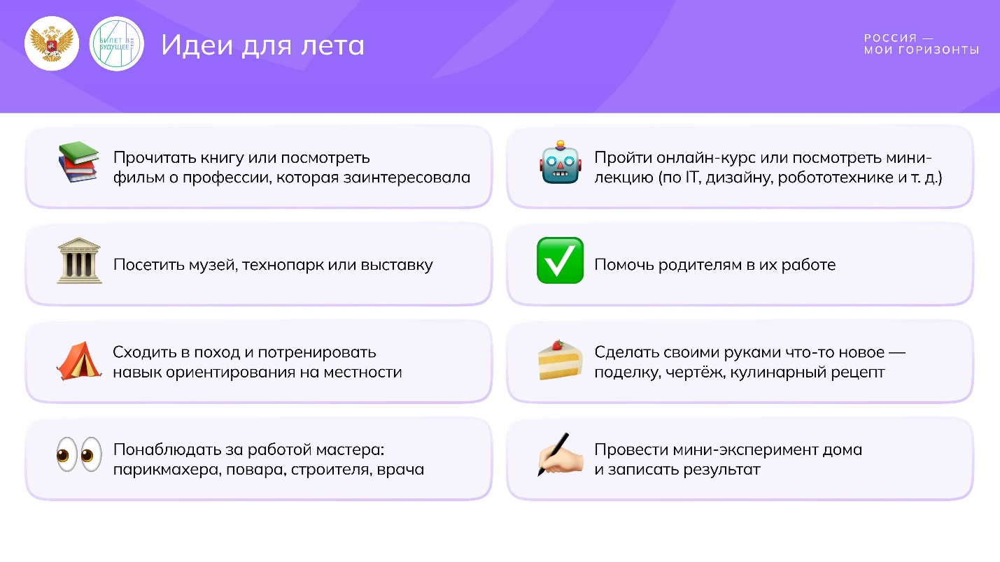 БИЛЕТ В
БУДУЩЕЕ
ТВОЁ
Идеи для лета
РОССИЯ —
МОИ ГОРИЗОНТЫ
Прочитать книгу или посмотреть
фильм о профессии, которая заинтересовала
Пройти онлайн-курс или посмотреть мини-
лекцию (по IT, дизайну, робототехнике и т. д.)
Посетить музей, технопарк или выставку
Помочь родителям в их работе
Сходить в поход и потренировать
навык ориентирования на местности
Сделать своими руками что-то новое —
поделку, чертёж, кулинарный рецепт
Понаблюдать за работой мастера:
парикмахера, повара, строителя, врача
Провести мини-эксперимент дома
и записать результат